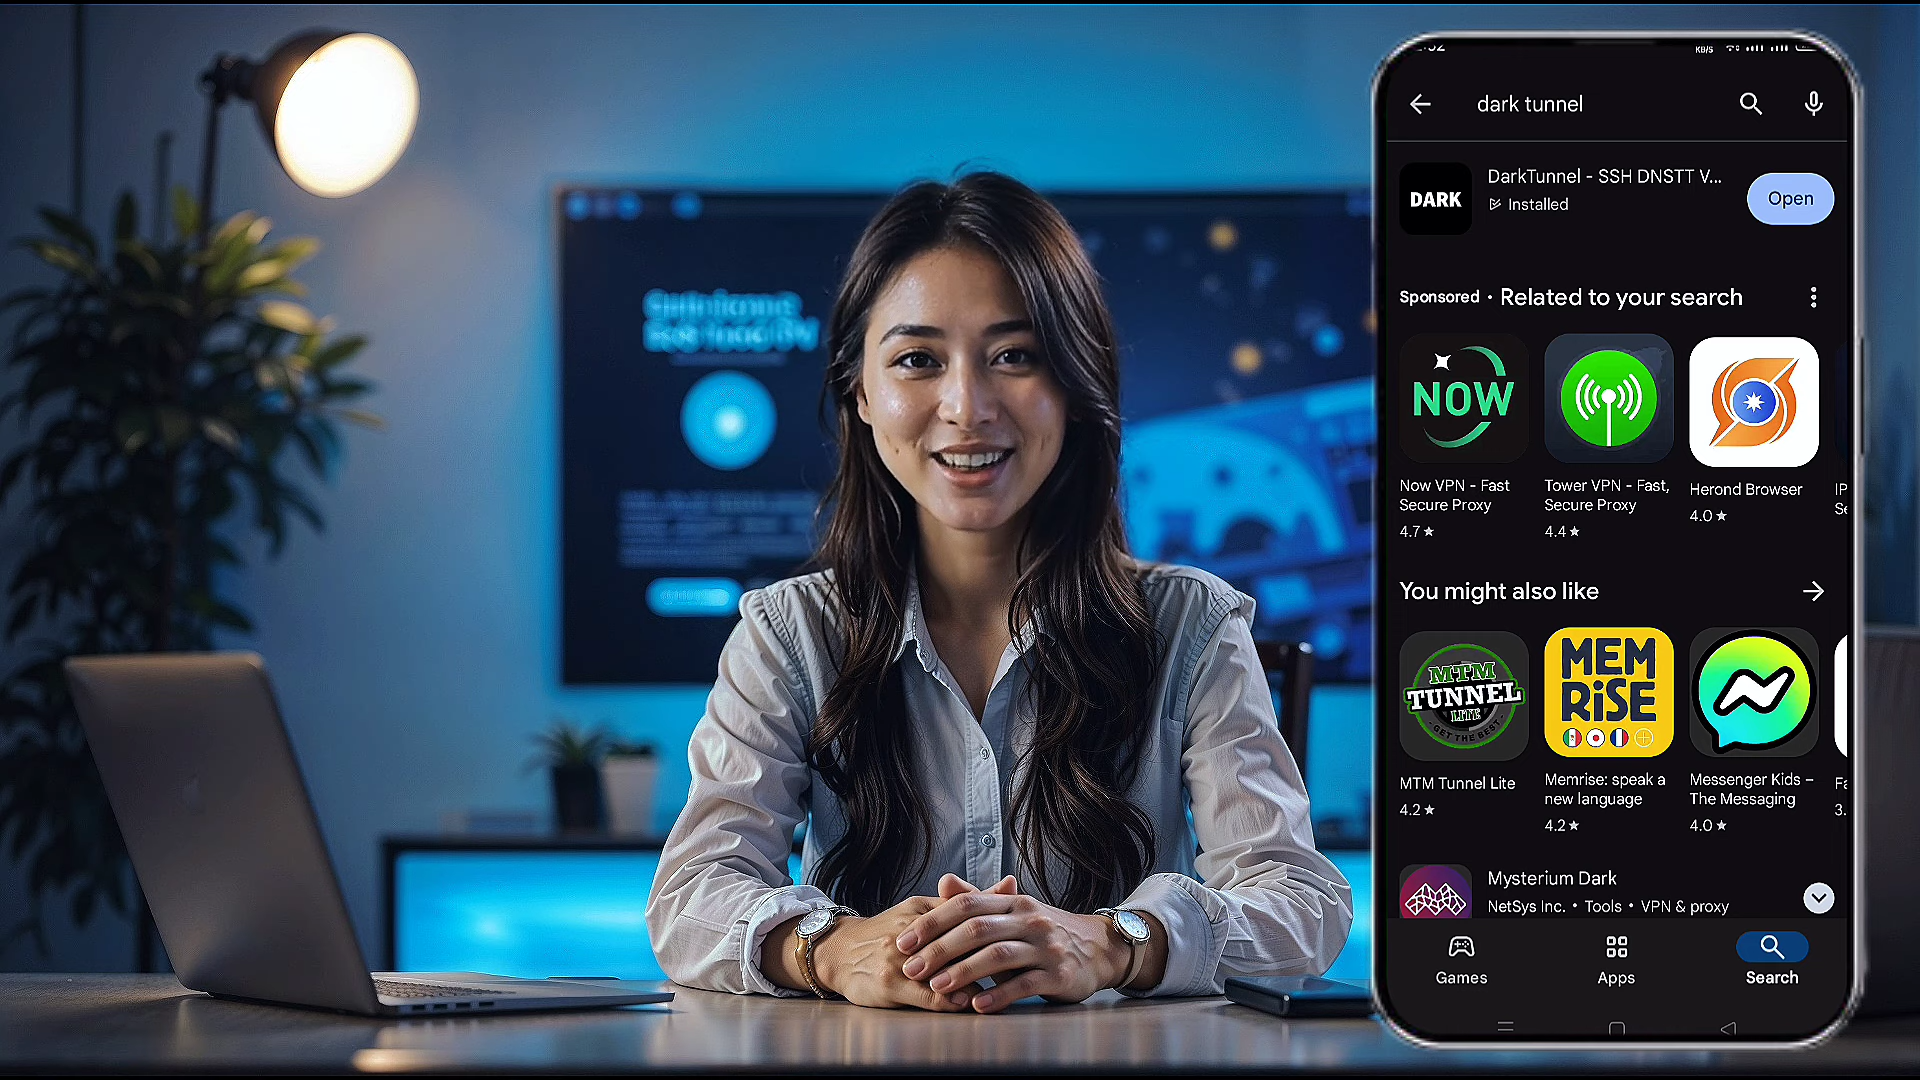 KB/S
dark tunnel
DARK
DarkTunnel - SSH DNSTT V...
Installed
Open
Sponsored • Related to your search
NOW
Now VPN - Fast
Secure Proxy
4.7 ★
Tower VPN - Fast,
Secure Proxy
4.4 ★
Herond Browser
4.0 ★
You might also like
MTM
TUNNEL
LITE
GET THE BEST
MEM
RiSE
MTM Tunnel Lite
4.2 ★
Memrise: speak a
new language
4.2 ★
Messenger Kids –
The Messaging
4.0 ★
Mysterium Dark
NetSys Inc. • Tools • VPN & proxy
Games
Apps
Search